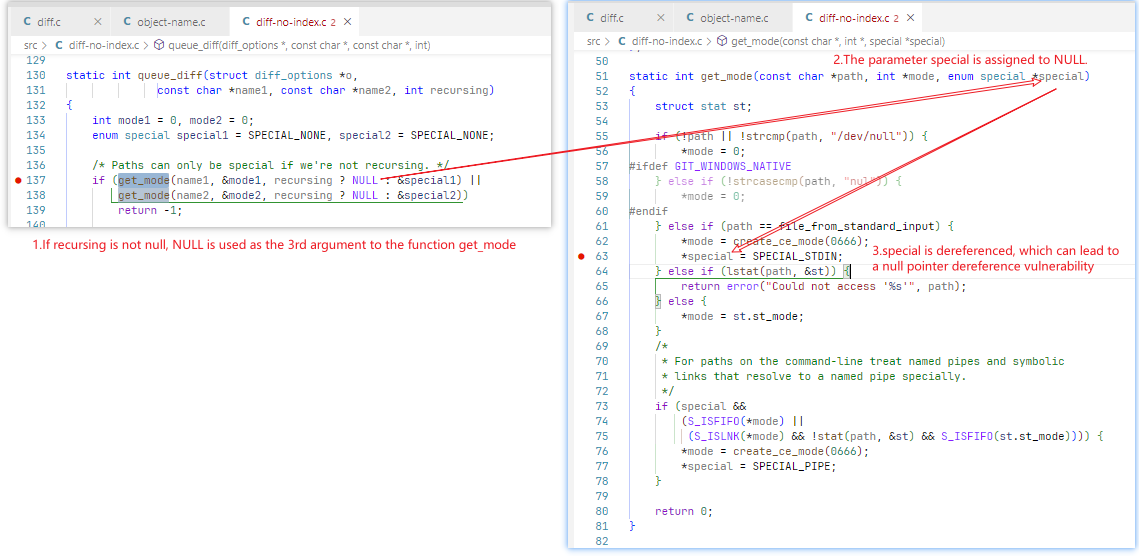 diff.c
object-name.c
diff-no-index.c 2
src > C diff-no-index.c > queue_diff(diff_options *, const char *, const char *, int)
129
130 static int queue_diff(struct diff_options *o,
131 const char *name1, const char *name2, int recursing)
132 {
133 int mode1 = 0, mode2 = 0;
134 enum special special1 = SPECIAL_NONE, special2 = SPECIAL_NONE;
135
136 /* Paths can only be special if we're not recursing. */
137 if (get_mode(name1, &mode1, recursing ? NULL : &special1) ||
138 get_mode(name2, &mode2, recursing ? NULL : &special2))
139 return -1;
140
1.If recursing is not null, NULL is used as the 3rd argument to the function get_mode
diff.c
object-name.c
diff-no-index.c 2
src > C diff-no-index.c > get_mode(const char *, int *, special *special)
2.The parameter special is assigned to NULL.
50
51 static int get_mode(const char *path, int *mode, enum special *special)
52 {
53 struct stat st;
54
55 if (!path || !strcmp(path, "/dev/null")) {
56 *mode = 0;
57 #ifdef GIT_WINDOWS_NATIVE
58 } else if (!strcasecmp(path, "nul")) {
59 *mode = 0;
60 #endif
61 } else if (path == file_from_standard_input) {
62 *mode = create_ce_mode(0666);
63 *special = SPECIAL_STDIN;
3.special is dereferenced, which can lead to
a null pointer dereference vulnerability
64 } else if (lstat(path, &st)) {
65 return error("Could not access '%s'", path);
66 } else {
67 *mode = st.st_mode;
68 }
69 /*
70 * For paths on the command-line treat named pipes and symbolic
71 * links that resolve to a named pipe specially.
72 */
73 if (special &&
74 (S_ISFIFO(*mode) ||
75 (S_ISLNK(*mode) && !stat(path, &st) && S_ISFIFO(st.st_mode)))) {
76 *mode = create_ce_mode(0666);
77 *special = SPECIAL_PIPE;
78 }
79
80 return 0;
81 }
82